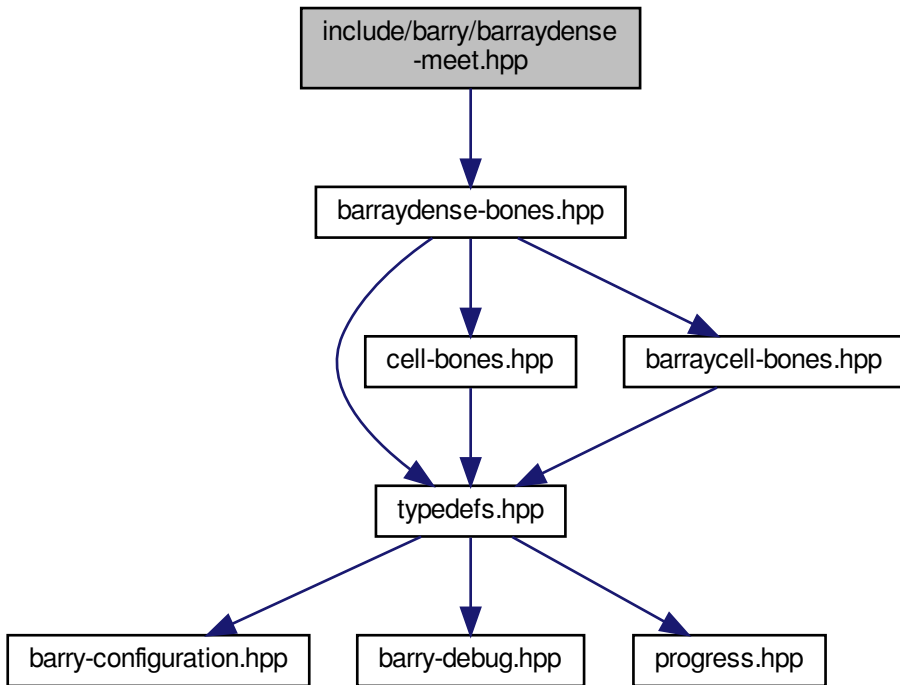 include/barry/barraydense
-meet.hpp
barraydense-bones.hpp
cell-bones.hpp
barraycell-bones.hpp
typedefs.hpp
barry-configuration.hpp
barry-debug.hpp
progress.hpp